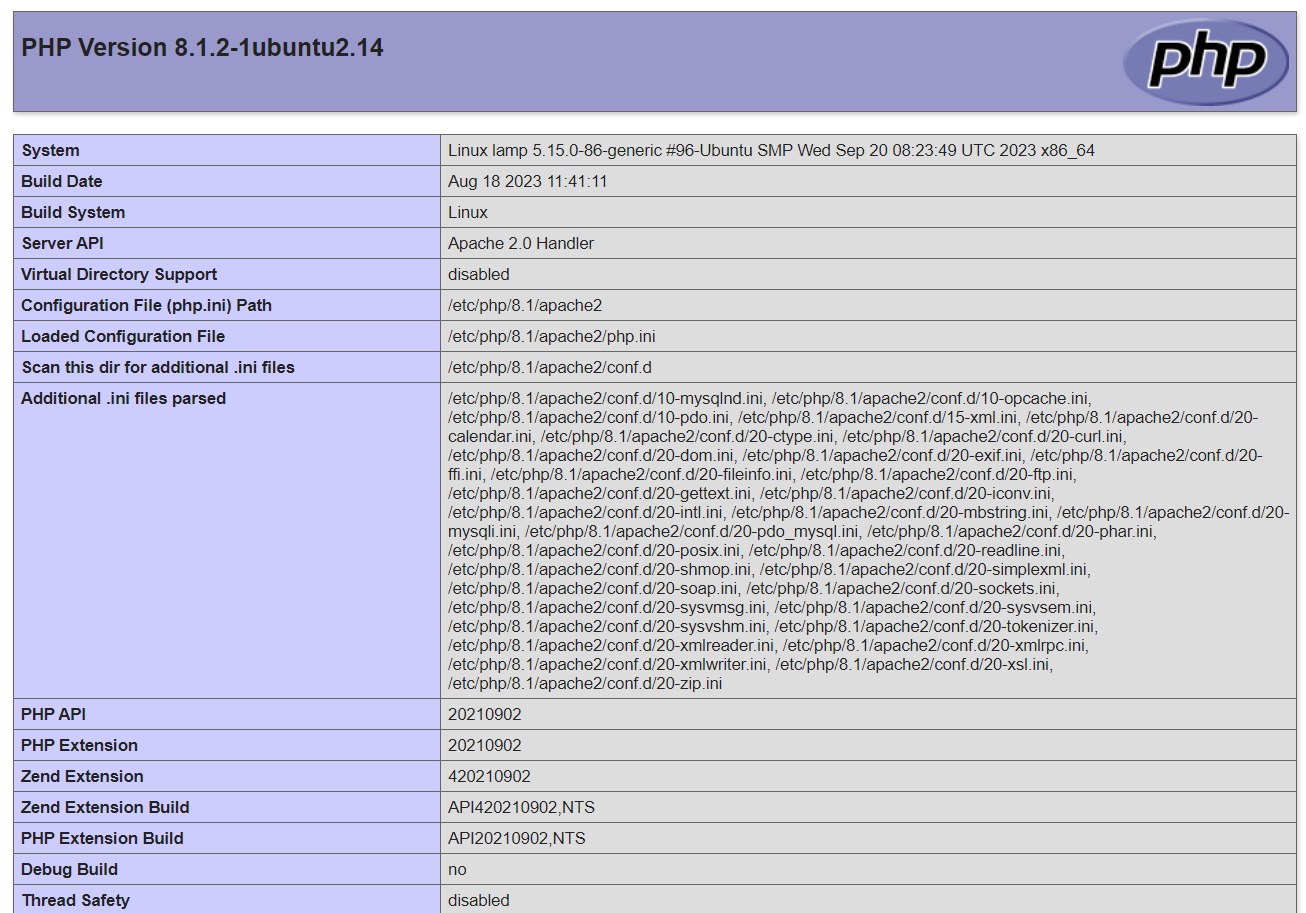 PHP Version 8.1.2-1ubuntu2.14
php
System Linux lamp 5.15.0-86-generic #96-Ubuntu SMP Wed Sep 20 08:23:49 UTC 2023 x86_64
Build Date Aug 18 2023 11:41:11
Build System Linux
Server API Apache 2.0 Handler
Virtual Directory Support disabled
Configuration File (php.ini) Path /etc/php/8.1/apache2
Loaded Configuration File /etc/php/8.1/apache2/php.ini
Scan this dir for additional .ini files /etc/php/8.1/apache2/conf.d
Additional .ini files parsed /etc/php/8.1/apache2/conf.d/10-mysqlnd.ini, /etc/php/8.1/apache2/conf.d/10-opcache.ini,
/etc/php/8.1/apache2/conf.d/10-pdo.ini, /etc/php/8.1/apache2/conf.d/15-xml.ini, /etc/php/8.1/apache2/conf.d/20-
calendar.ini, /etc/php/8.1/apache2/conf.d/20-ctype.ini, /etc/php/8.1/apache2/conf.d/20-curl.ini,
/etc/php/8.1/apache2/conf.d/20-dom.ini, /etc/php/8.1/apache2/conf.d/20-exif.ini, /etc/php/8.1/apache2/conf.d/20-
ffi.ini, /etc/php/8.1/apache2/conf.d/20-fileinfo.ini, /etc/php/8.1/apache2/conf.d/20-ftp.ini,
/etc/php/8.1/apache2/conf.d/20-gettext.ini, /etc/php/8.1/apache2/conf.d/20-iconv.ini,
/etc/php/8.1/apache2/conf.d/20-intl.ini, /etc/php/8.1/apache2/conf.d/20-mbstring.ini, /etc/php/8.1/apache2/conf.d/20-
mysqli.ini, /etc/php/8.1/apache2/conf.d/20-pdo_mysql.ini, /etc/php/8.1/apache2/conf.d/20-phar.ini,
/etc/php/8.1/apache2/conf.d/20-posix.ini, /etc/php/8.1/apache2/conf.d/20-readline.ini,
/etc/php/8.1/apache2/conf.d/20-shmop.ini, /etc/php/8.1/apache2/conf.d/20-simplexml.ini,
/etc/php/8.1/apache2/conf.d/20-soap.ini, /etc/php/8.1/apache2/conf.d/20-sockets.ini,
/etc/php/8.1/apache2/conf.d/20-sysvmsg.ini, /etc/php/8.1/apache2/conf.d/20-sysvsem.ini,
/etc/php/8.1/apache2/conf.d/20-sysvshm.ini, /etc/php/8.1/apache2/conf.d/20-tokenizer.ini,
/etc/php/8.1/apache2/conf.d/20-xmlreader.ini, /etc/php/8.1/apache2/conf.d/20-xmlrpc.ini,
/etc/php/8.1/apache2/conf.d/20-xmlwriter.ini, /etc/php/8.1/apache2/conf.d/20-xsl.ini,
/etc/php/8.1/apache2/conf.d/20-zip.ini
PHP API 20210902
PHP Extension 20210902
Zend Extension 420210902
Zend Extension Build API420210902,NTS
PHP Extension Build API20210902,NTS
Debug Build no
Thread Safety disabled